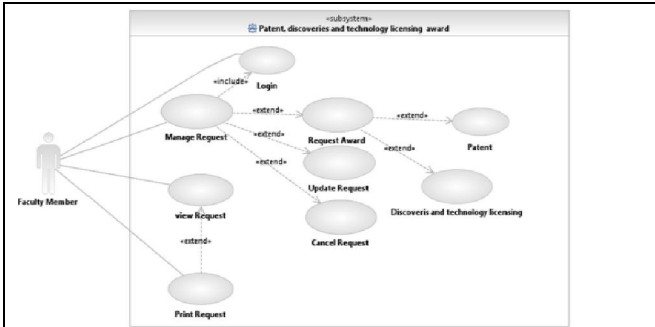 «subsystem»
Patent, discoveries and technology licensing award
Login
«include»
Manage Request
«extend»
Request Award
«extend»
Patent
«extend»
Update Request
«extend»
Discoveris and technology licensing
«extend»
Cancel Request
Faculty Member
view Request
«extend»
Print Request